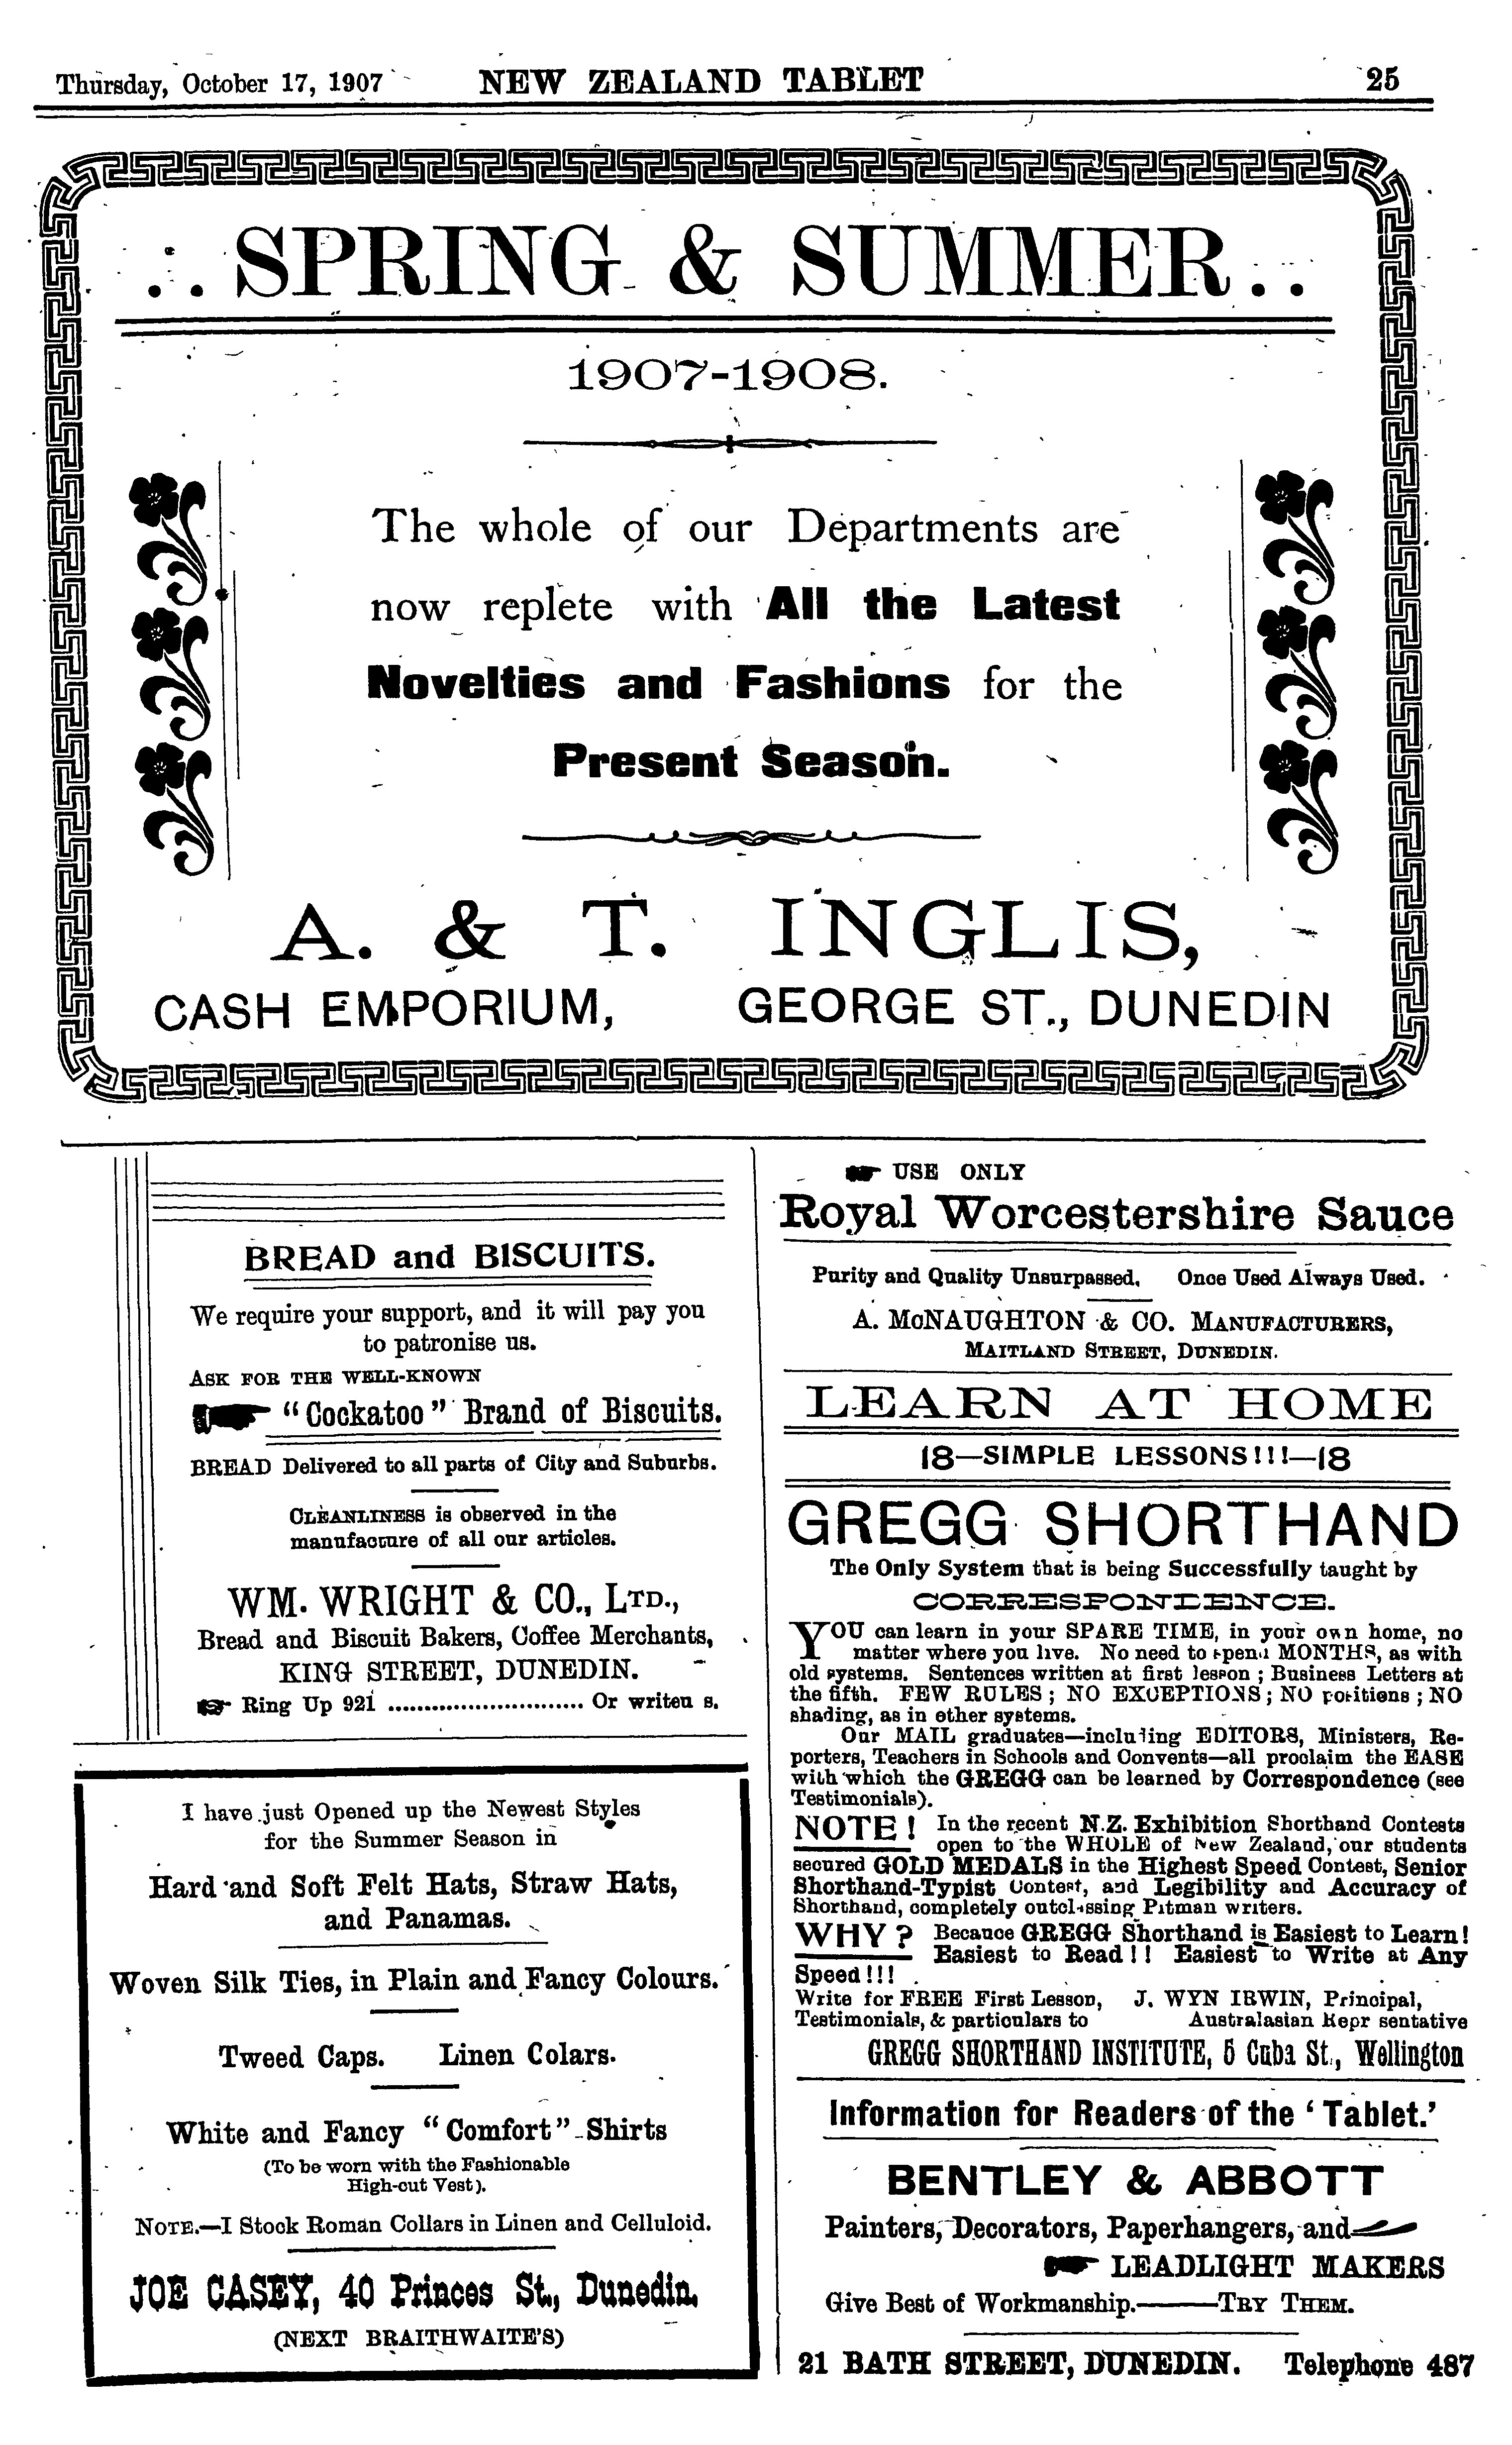 Thursday, October 17, 1907 NEW ZEALAND TABLET 25
. . SPRING & SUMMER . .
1907-1908.
The whole of our Departments are
now replete with All the Latest
Novelties and Fashions for the
Present Season.
A. & T. INGLIS,
CASH EMPORIUM, GEORGE ST., DUNEDIN
BREAD and BISCUITS.
We require your support, and it will pay you
to patronise us.
ASK FOR THE WELL-KNOWN
"Cockatoo" Brand of Biscuits.
BREAD Delivered to all parts of City and Suburbs.
CLEANLINESS is observed in the
manufacture of all our articles.
WM. WRIGHT & CO., LTD.,
Bread and Biscuit Bakers, Coffee Merchants,
KING STREET, DUNEDIN.
Ring Up 921 ............................ Or writeu s.
I have just Opened up the Newest Styles
for the Summer Season in
Hard and Soft Felt Hats, Straw Hats,
and Panamas.
Woven Silk Ties, in Plain and Fancy Colours.
Tweed Caps. Linen Colars.
White and Fancy "Comfort" Shirts
(To be worn with the Fashionable
High-cut Vest).
NOTE.—I Stock Roman Collars in Linen and Celluloid.
JOE CASEY, 40 Princes St., Dunedin.
(NEXT BRAITHWAITE'S)
USE ONLY
Royal Worcestershire Sauce
Purity and Quality Unsurpassed. Once Used Always Used.
A. McNAUGHTON & CO. MANUFACTURERS,
MAITLAND STREET, DUNEDIN.
LEARN AT HOME
18—SIMPLE LESSONS!!!—18
GREGG SHORTHAND
The Only System that is being Successfully taught by
CORRESPONDENCE.
YOU can learn in your SPARE TIME, in your own home, no
matter where you live. No need to spend MONTHS, as with
old systems. Sentences written at first lesson ; Business Letters at
the fifth. FEW RULES ; NO EXCEPTIONS ; NO positions ; NO
shading, as in other systems.
Our MAIL graduates—including EDITORS, Ministers, Re-
porters, Teachers in Schools and Convents—all proclaim the EASE
with which the GREGG can be learned by Correspondence (see
Testimonials).
NOTE! In the recent N.Z. Exhibition Shorthand Contests
open to the WHOLE of New Zealand, our students
secured GOLD MEDALS in the Highest Speed Contest, Senior
Shorthand-Typist Contest, and Legibility and Accuracy of
Shorthand, completely outclassing Pitman writers.
WHY? Becauce GREGG Shorthand is Easiest to Learn!
Easiest to Read!! Easiest to Write at Any
Speed!!!
Write for FREE First Lesson, J. WYN IRWIN, Principal,
Testimonials, & particulars to Australasian Repr sentative
GREGG SHORTHAND INSTITUTE, 5 Cuba St., Wellington
Information for Readers of the 'Tablet.'
BENTLEY & ABBOTT
Painters, Decorators, Paperhangers, and
LEADLIGHT MAKERS
Give Best of Workmanship.——TRY THEM.
21 BATH STREET, DUNEDIN. Telephone 487